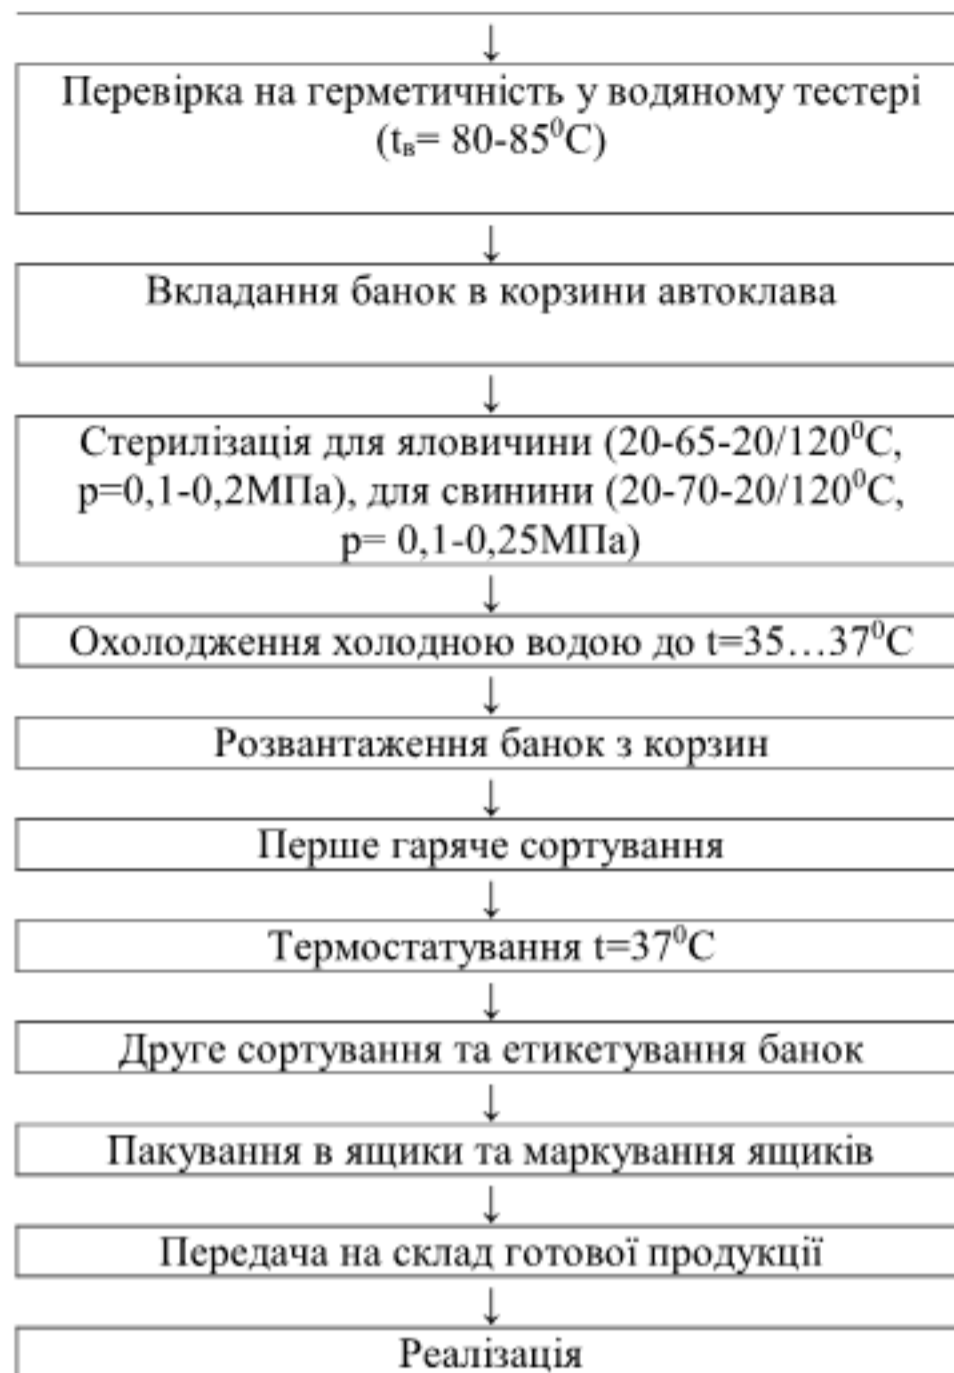 ↓
Перевірка на герметичність у водяному тестері
(tв= 80-85⁰С)
↓
Вкладання банок в корзини автоклава
↓
Стерилізація для яловичини (20-65-20/120⁰С,
р=0,1-0,2МПа), для свинини (20-70-20/120⁰С,
р= 0,1-0,25МПа)
↓
Охолодження холодною водою до t=35…37⁰С
↓
Розвантаження банок з корзин
↓
Перше гаряче сортування
↓
Термостатування t=37⁰С
↓
Друге сортування та етикетування банок
↓
Пакування в ящики та маркування ящиків
↓
Передача на склад готової продукції
↓
Реалізація